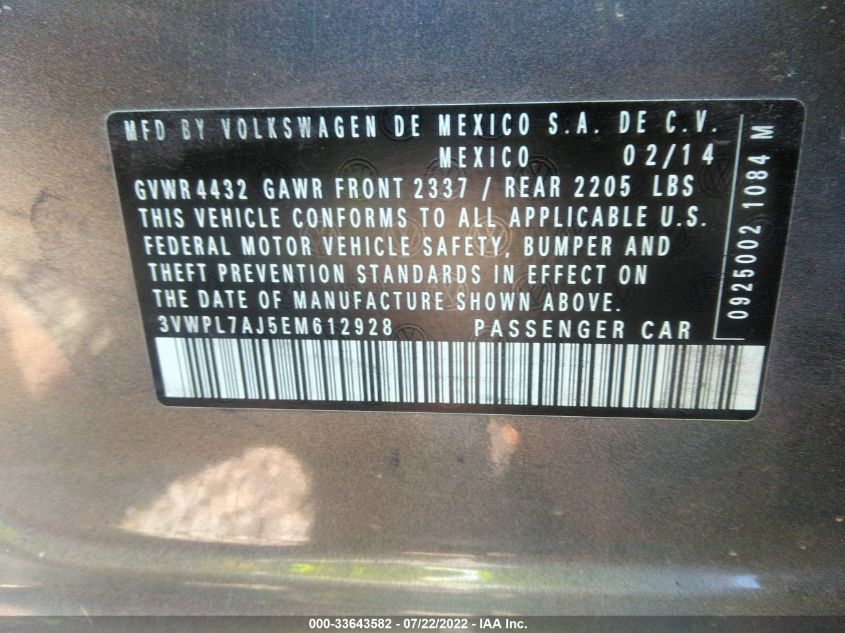 MFD BY VOLKSWAGEN DE MEXICO S.A. DE C.V.
MEXICO 02/14
GVWR 4432 GAWR FRONT 2337 / REAR 2205 LBS
THIS VEHICLE CONFORMS TO ALL APPLICABLE U.S.
FEDERAL MOTOR VEHICLE SAFETY, BUMPER AND
THEFT PREVENTION STANDARDS IN EFFECT ON
THE DATE OF MANUFACTURE SHOWN ABOVE.
3VWPL7AJ5EM612928 PASSENGER CAR
0925002 1084 M
000-33643582 - 07/22/2022 - IAA Inc.